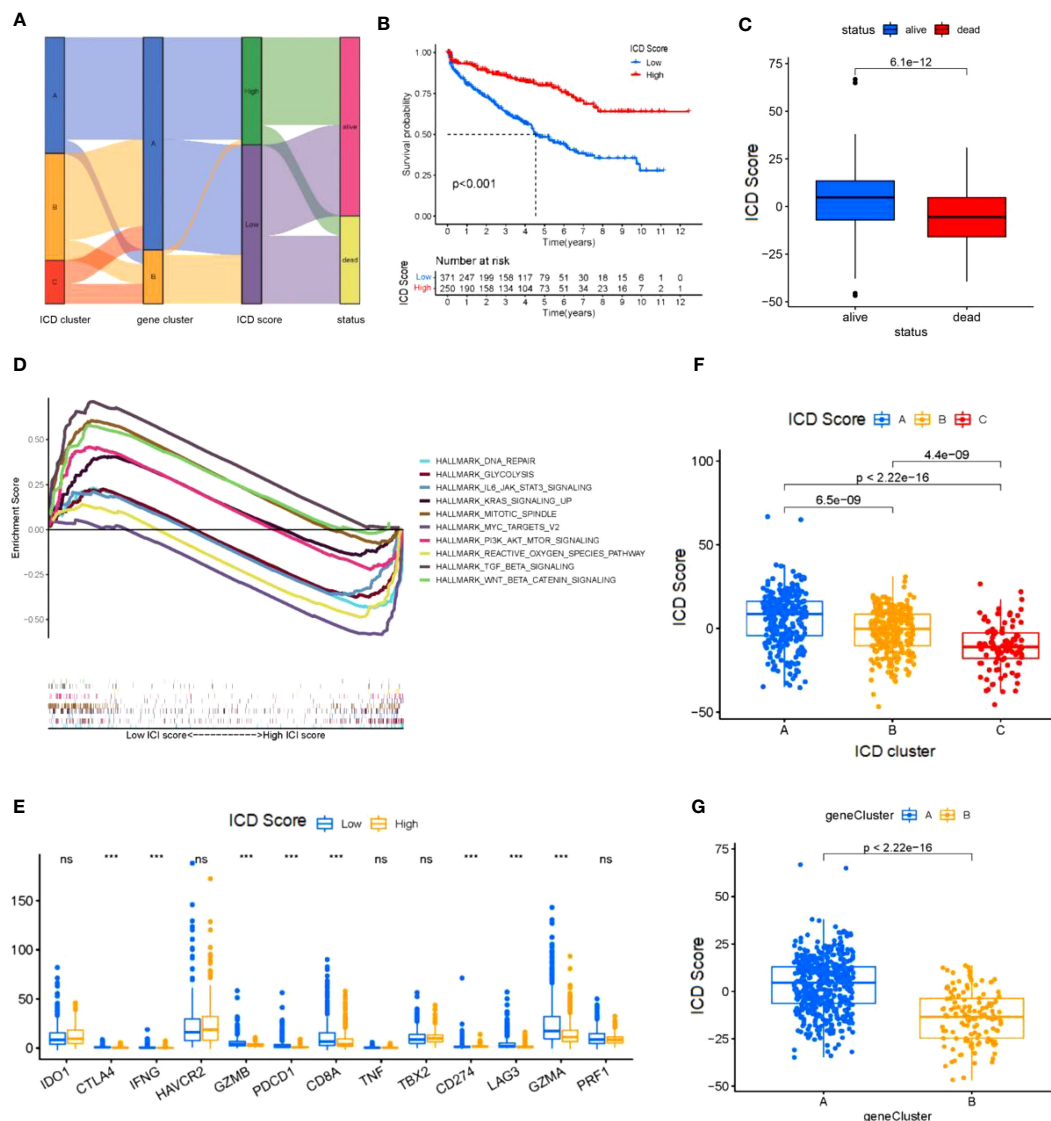 A
A
B
C
A
B
High
Low
alive
dead
ICD cluster
gene cluster
ICD score
status
B
ICD Score
Low
High
Survival probability
1.00
0.75
0.50
0.25
0.00
p<0.001
0 1 2 3 4 5 6 7 8 9 10 11 12
Time(years)
Number at risk
ICD Score
Low 371 247 199 158 117 79 51 30 18 15 6 1 0
High 250 190 158 134 104 73 51 34 23 16 7 2 1
0 1 2 3 4 5 6 7 8 9 10 11 12
Time(years)
C
status alive dead
6.1e−12
ICD Score
75
50
25
0
−25
−50
alive dead
status
D
Enrichment Score
0.50
0.25
0.00
−0.25
−0.50
HALLMARK_DNA_REPAIR
HALLMARK_GLYCOLYSIS
HALLMARK_IL6_JAK_STAT3_SIGNALING
HALLMARK_KRAS_SIGNALING_UP
HALLMARK_MITOTIC_SPINDLE
HALLMARK_MYC_TARGETS_V2
HALLMARK_PI3K_AKT_MTOR_SIGNALING
HALLMARK_REACTIVE_OXYGEN_SPECIES_PATHWAY
HALLMARK_TGF_BETA_SIGNALING
HALLMARK_WNT_BETA_CATENIN_SIGNALING
Low ICI score<------------->High ICI score
F
ICD Score A B C
4.4e−09
p < 2.22e−16
6.5e−09
ICD Score
100
50
0
−50
A B C
ICD cluster
E
ICD Score Low High
ns *** *** ns *** *** *** ns ns *** *** *** ns
150
100
50
0
IDO1 CTLA4 IFNG HAVCR2 GZMB PDCD1 CD8A TNF TBX2 CD274 LAG3 GZMA PRF1
G
geneCluster A B
p < 2.22e−16
ICD Score
75
50
25
0
−25
−50
A B
geneCluster